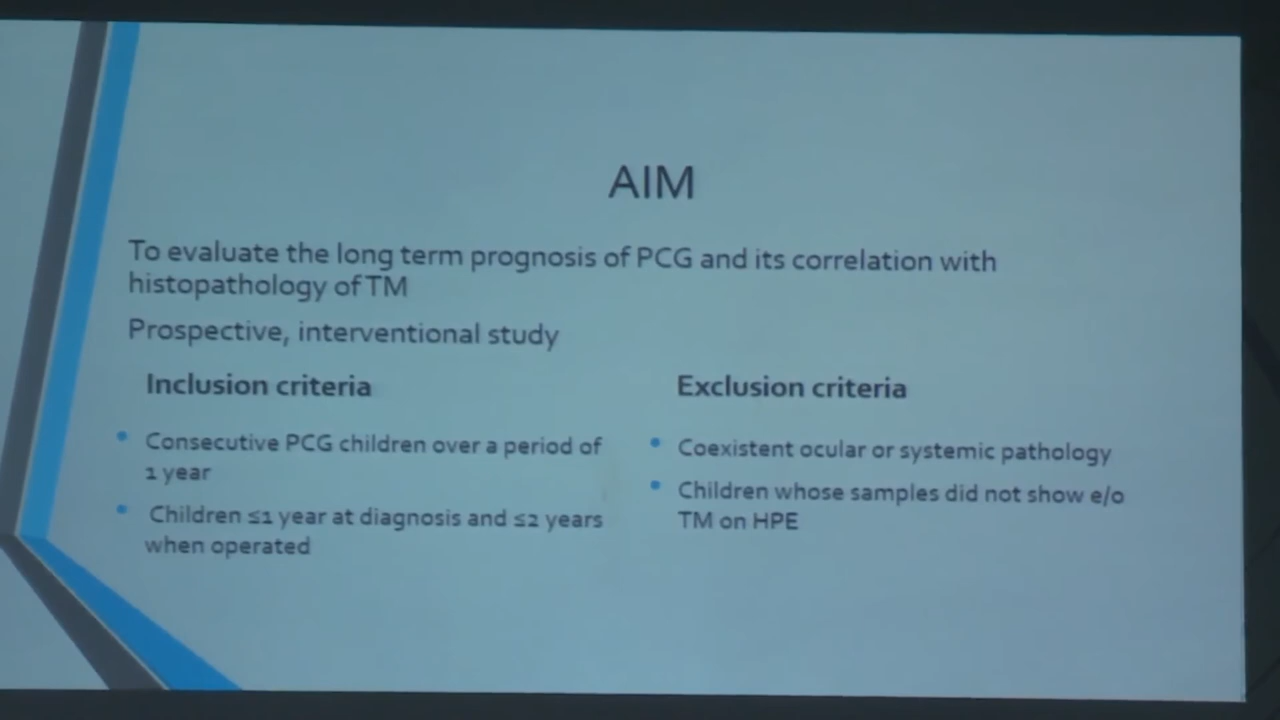 AIM
To evaluate the long term prognosis of PCG and its correlation with
histopathology of TM
Prospective, interventional study
Inclusion criteria
Consecutive PCG children over a period of
1 year
Children ≤1 year at diagnosis and ≤2 years
when operated
Exclusion criteria
Coexistent ocular or systemic pathology
Children whose samples did not show e/o
TM on HPE